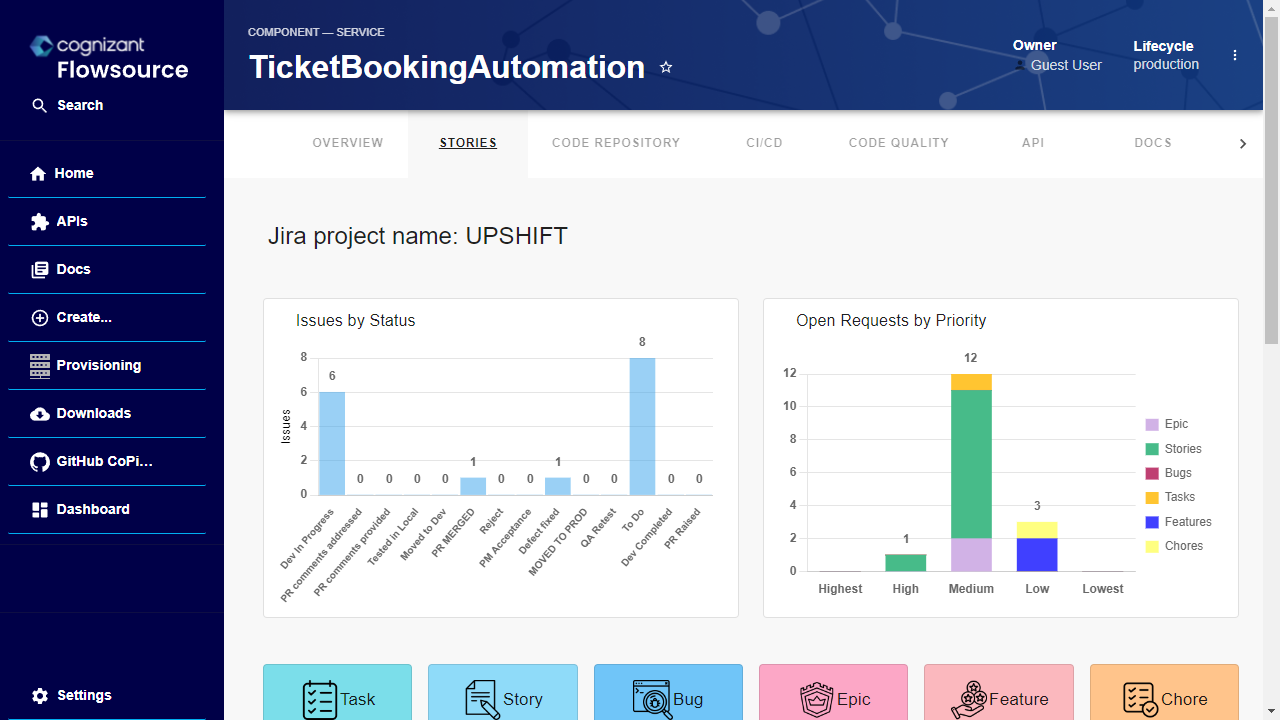 cognizant
Flowsource
Search
Home
APIs
Docs
Create...
Provisioning
Downloads
GitHub CoPi...
Dashboard
Settings
COMPONENT — SERVICE
TicketBookingAutomation
Owner
Guest User
Lifecycle
production
OVERVIEW
STORIES
CODE REPOSITORY
CI/CD
CODE QUALITY
API
DOCS
Jira project name: UPSHIFT
Issues by Status
Issues
8
6
4
2
0
6
0
0
0
0
1
0
0
1
0
0
8
0
0
Dev In Progress
PR comments addressed
PR comments provided
Tested in Local
Moved to Dev
PR MERGED
Reject
PM Acceptance
Defect fixed
MOVED TO PROD
QA Retest
To Do
Dev Completed
PR Raised
Open Requests by Priority
12
10
8
6
4
2
0
1
12
3
Highest
High
Medium
Low
Lowest
Epic
Stories
Bugs
Tasks
Features
Chores
Task
Story
Bug
Epic
Feature
Chore